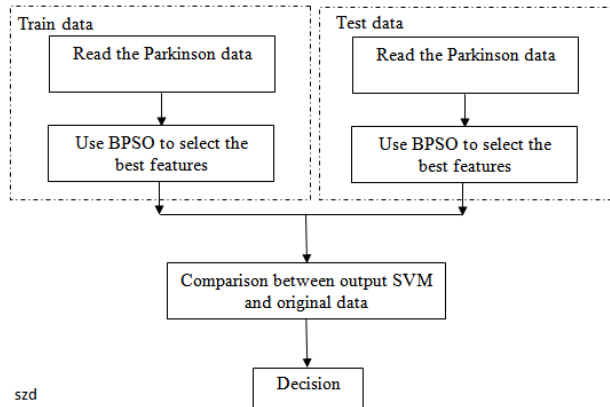 Train data
Read the Parkinson data
Use BPSO to select the
best features
Test data
Read the Parkinson data
Use BPSO to select the
best features
Comparison between output SVM
and original data
Decision
szd